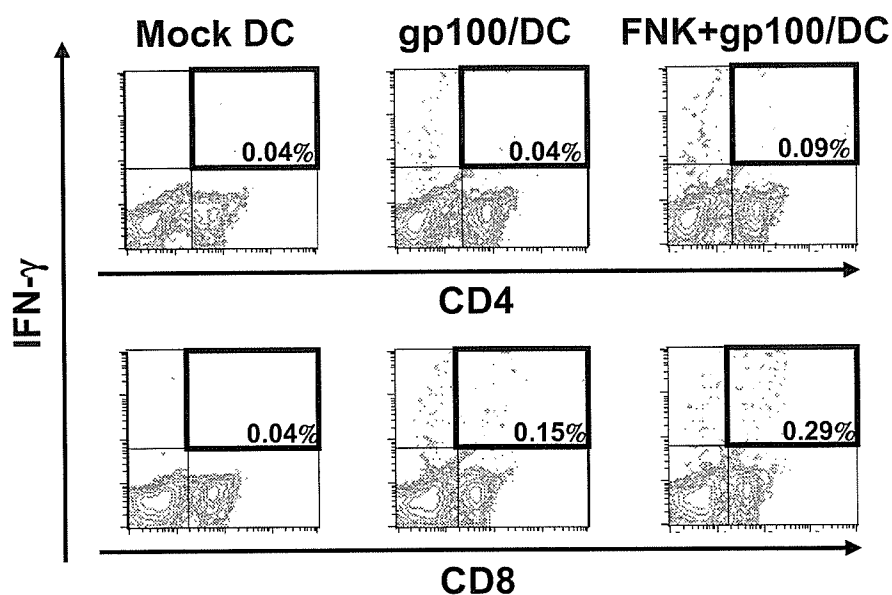 Mock DC gp100/DC FNK+gp100/DC
0.04% 0.04% 0.09%
CD4
IFN-γ
0.04% 0.15% 0.29%
CD8